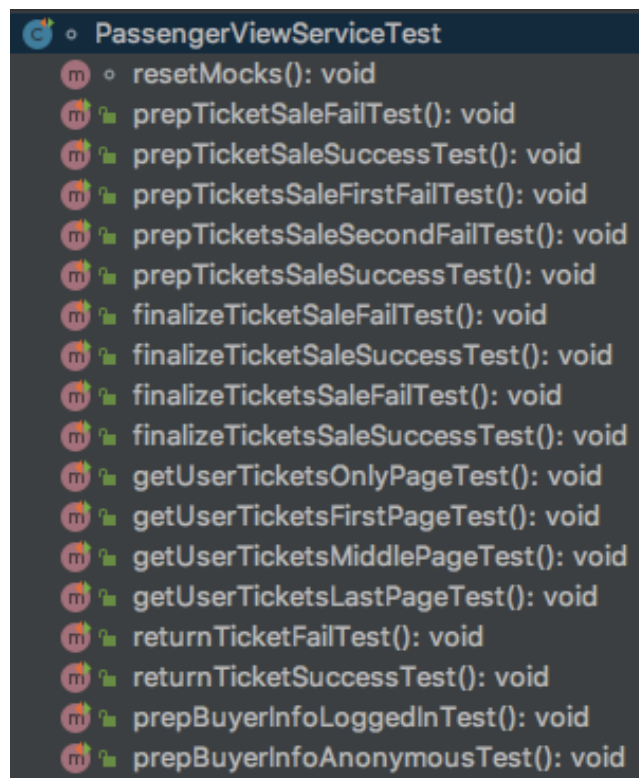 PassengerViewServiceTest
resetMocks(): void
prepTicketSaleFailTest(): void
prepTicketSaleSuccessTest(): void
prepTicketsSaleFirstFailTest(): void
prepTicketsSaleSecondFailTest(): void
prepTicketsSaleSuccessTest(): void
finalizeTicketSaleFailTest(): void
finalizeTicketSaleSuccessTest(): void
finalizeTicketsSaleFailTest(): void
finalizeTicketsSaleSuccessTest(): void
getUserTicketsOnlyPageTest(): void
getUserTicketsFirstPageTest(): void
getUserTicketsMiddlePageTest(): void
getUserTicketsLastPageTest(): void
returnTicketFailTest(): void
returnTicketSuccessTest(): void
prepBuyerInfoLoggedInTest(): void
prepBuyerInfoAnonymousTest(): void